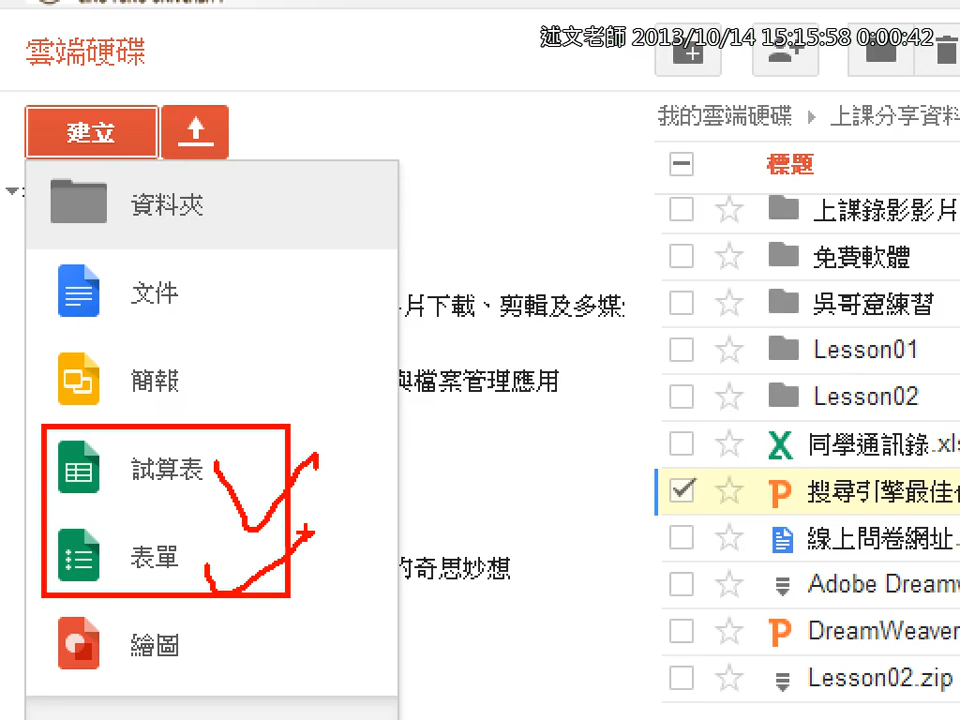 述文老師 2013/10/14 15:15:58 0:00:42
雲端硬碟
建立
我的雲端硬碟 ▸ 上課分享資料
標題
資料夾
文件
簡報
試算表
表單
繪圖
片下載、剪輯及多媒
與檔案管理應用
的奇思妙想
上課錄影影片
免費軟體
吳哥窟練習
Lesson01
Lesson02
同學通訊錄.xls
搜尋引擎最佳
線上問卷網址.
Adobe Dreamw
DreamWeaver
Lesson02.zip